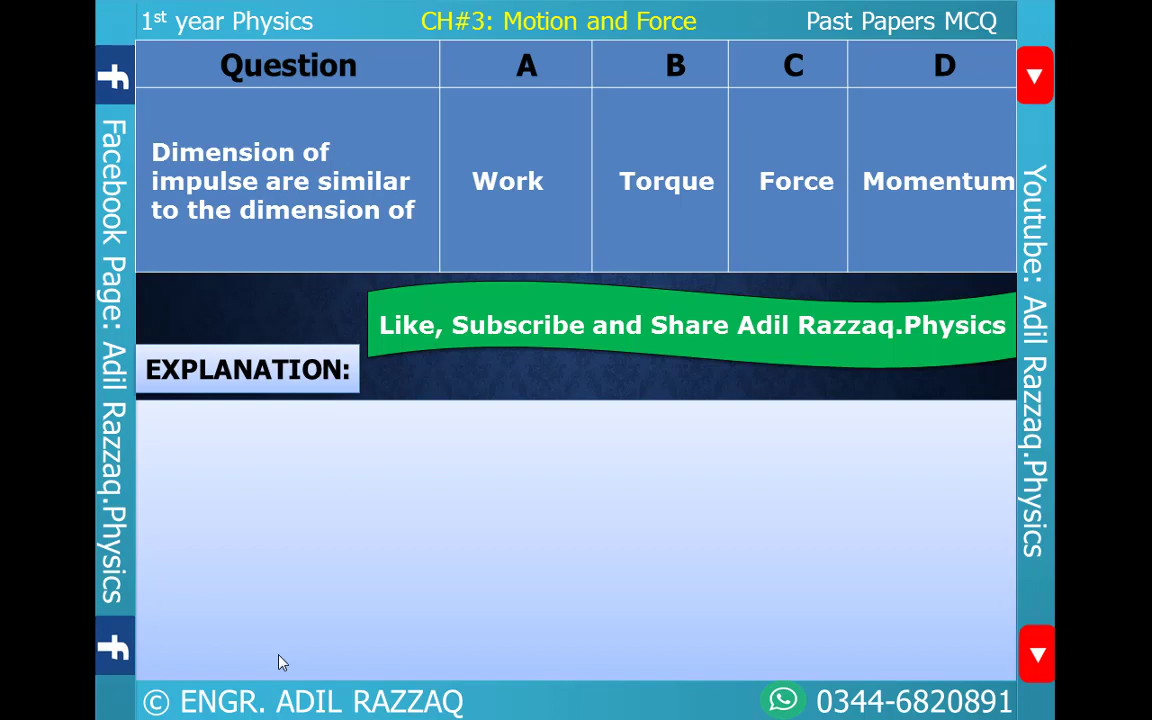 1st year Physics CH#3: Motion and Force Past Papers MCQ
Question A B C D
Dimension of
impulse are similar
to the dimension of
Work Torque Force Momentum
Like, Subscribe and Share Adil Razzaq.Physics
EXPLANATION:
Facebook Page: Adil Razzaq.Physics
Youtube: Adil Razzaq.Physics
© ENGR. ADIL RAZZAQ 0344-6820891